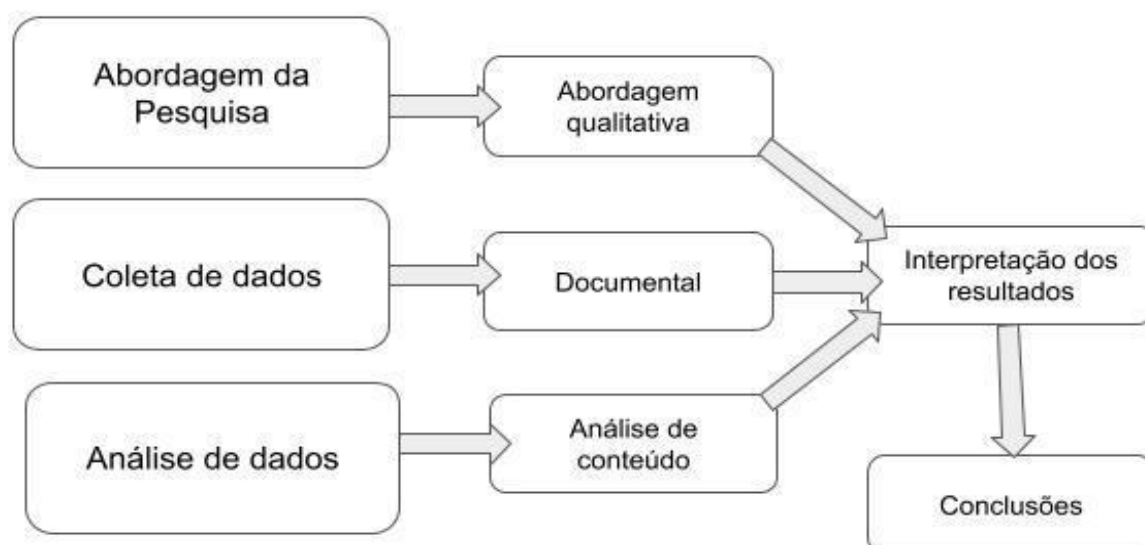 Abordagem da
Pesquisa
Abordagem
qualitativa
Coleta de dados
Documental
Interpretação dos
resultados
Análise de dados
Análise de
conteúdo
Conclusões